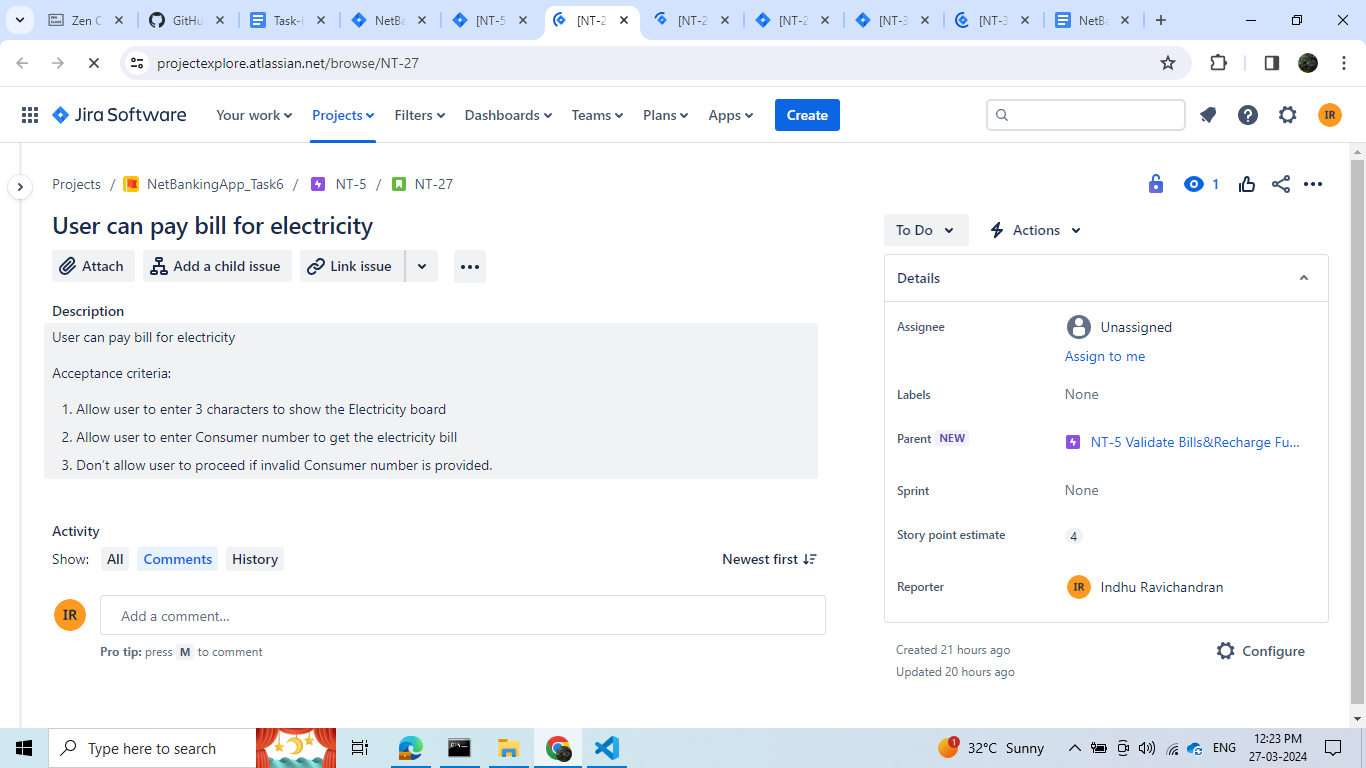 Zen C
GitHu
Task-
NetBa
[NT-5
[NT-2
[NT-2
[NT-2
[NT-3
[NT-3
NetBa
projectexplore.atlassian.net/browse/NT-27
Jira Software
Your work
Projects
Filters
Dashboards
Teams
Plans
Apps
Create
IR
Projects / NetBankingApp_Task6 / NT-5 / NT-27
1
User can pay bill for electricity
To Do
Actions
Attach
Add a child issue
Link issue
Details
Description
User can pay bill for electricity
Acceptance criteria:
1. Allow user to enter 3 characters to show the Electricity board
2. Allow user to enter Consumer number to get the electricity bill
3. Don't allow user to proceed if invalid Consumer number is provided.
Assignee
Unassigned
Assign to me
Labels
None
Parent NEW
NT-5 Validate Bills&Recharge Fu...
Sprint
None
Story point estimate
4
Reporter
IR Indhu Ravichandran
Activity
Show: All Comments History
Newest first
IR
Add a comment...
Pro tip: press M to comment
Created 21 hours ago
Updated 20 hours ago
Configure
Type here to search
1
32°C Sunny
ENG
12:23 PM
27-03-2024